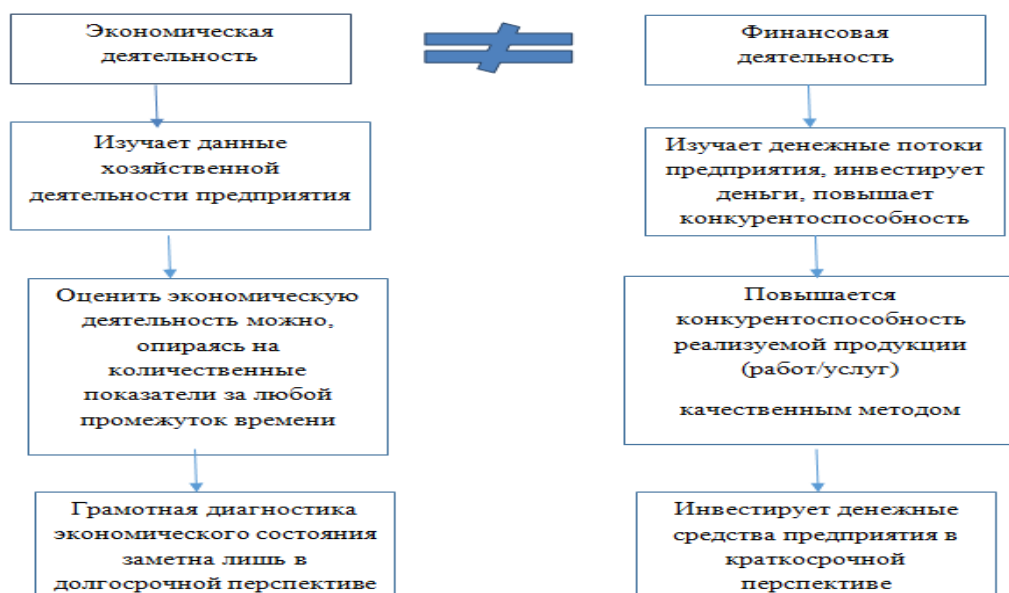 Экономическая
деятельность
Изучает данные
хозяйственной
деятельности предприятия
Оценить экономическую
деятельность можно,
опираясь на
количественные
показатели за любой
промежуток времени
Грамотная диагностика
экономического состояния
заметна лишь в
долгосрочной перспективе
Финансовая
деятельность
Изучает денежные потоки
предприятия, инвестирует
деньги, повышает
конкурентоспособность
Повышается
конкурентоспособность
реализуемой продукции
(работ/услуг)
качественным методом
Инвестирует денежные
средства предприятия в
краткосрочной
перспективе